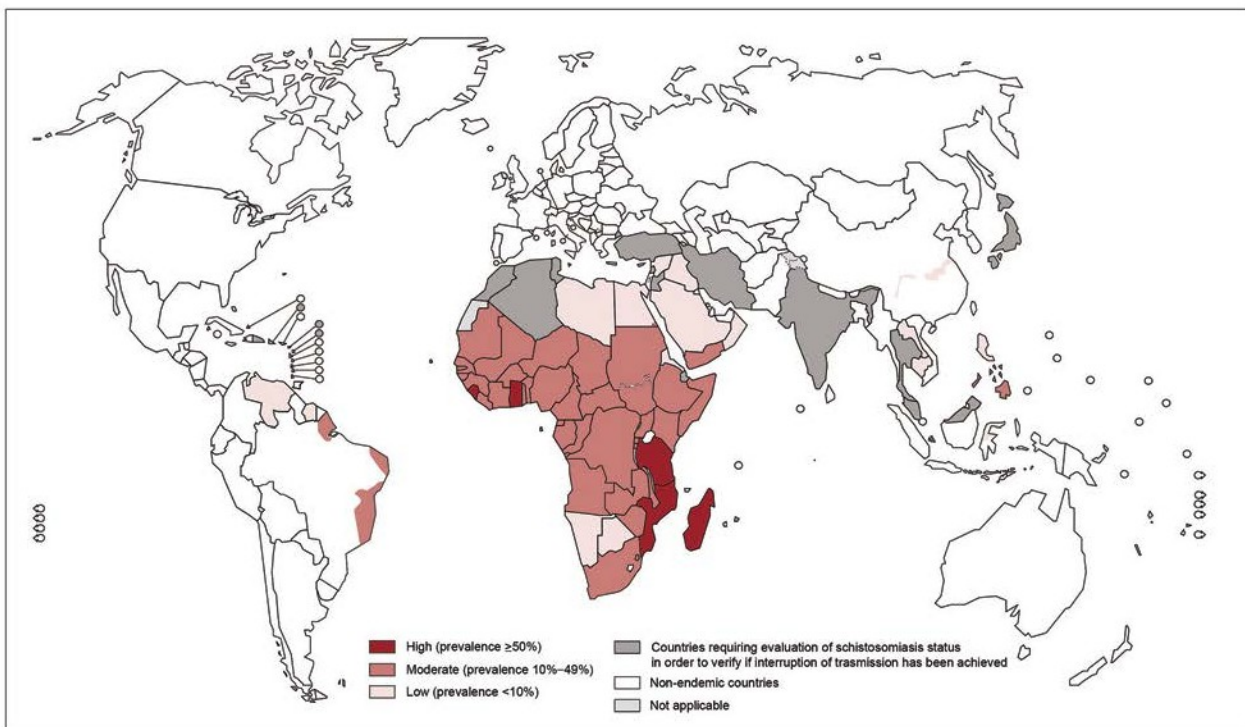 High (prevalence ≥50%)
Moderate (prevalence 10%–49%)
Low (prevalence <10%)
Countries requiring evaluation of schistosomiasis status
in order to verify if interruption of trasmission has been achieved
Non-endemic countries
Not applicable